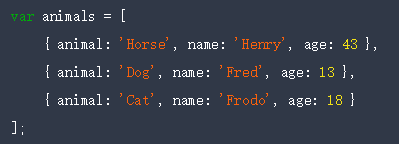 var animals = [
{ animal: 'Horse', name: 'Henry', age: 43 },
{ animal: 'Dog', name: 'Fred', age: 13 },
{ animal: 'Cat', name: 'Frodo', age: 18 }
];